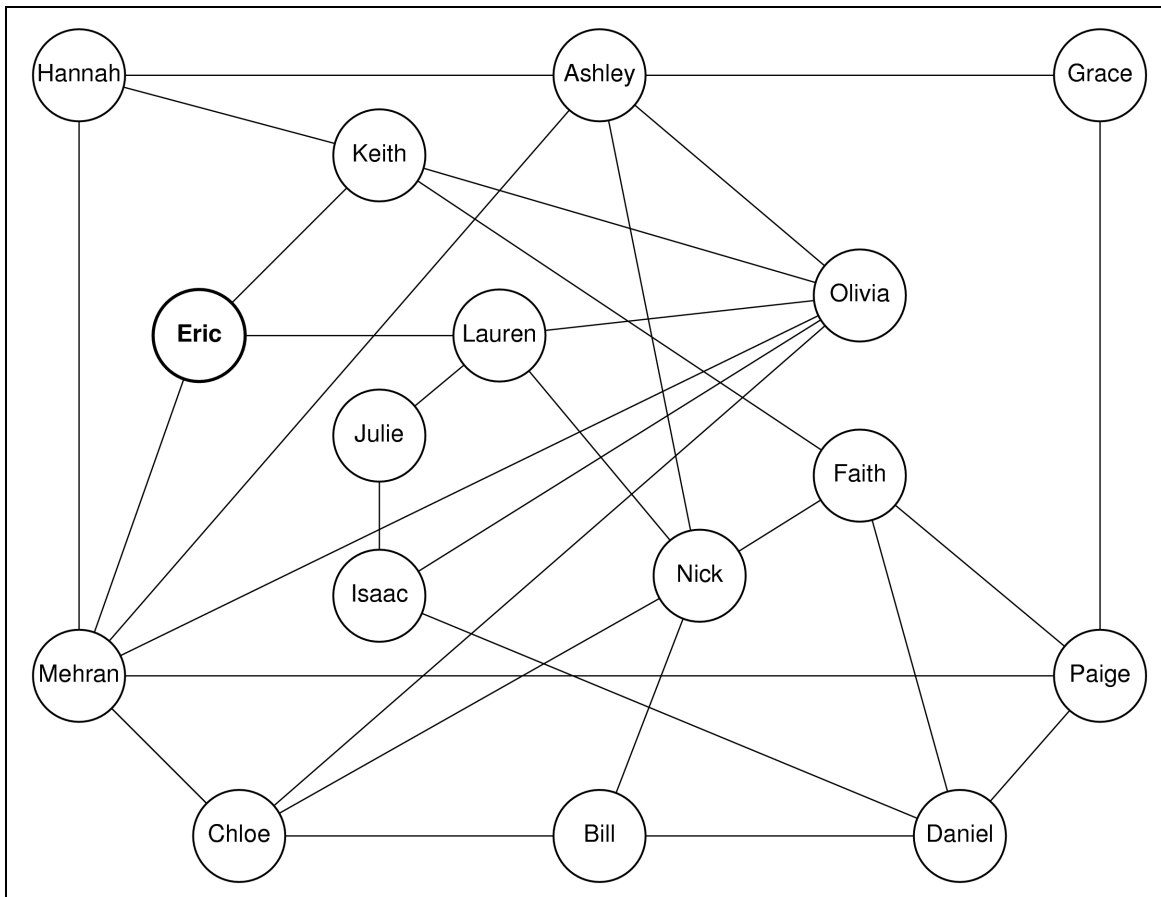 Hannah
Ashley
Grace
Keith
Olivia
Eric
Lauren
Julie
Faith
Nick
Isaac
Mehran
Paige
Chloe
Bill
Daniel